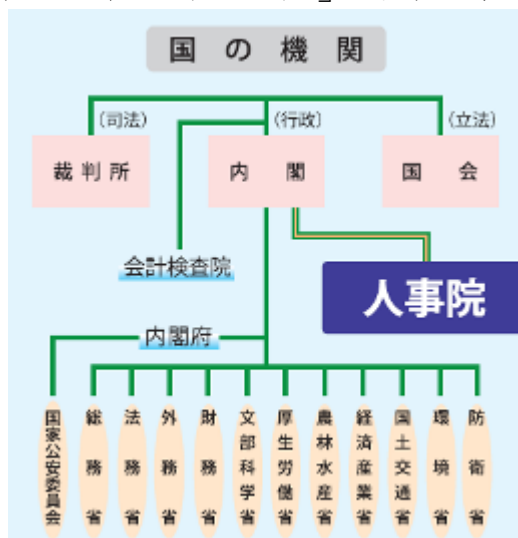 国の機関
(司法)
(行政)
(立法)
裁判所
内閣
国会
会計検査院
人事院
内閣府
国家公安委員会
総務省
法務省
外務省
財務省
文部科学省
厚生労働省
農林水産省
経済産業省
国土交通省
環境省
防衛省